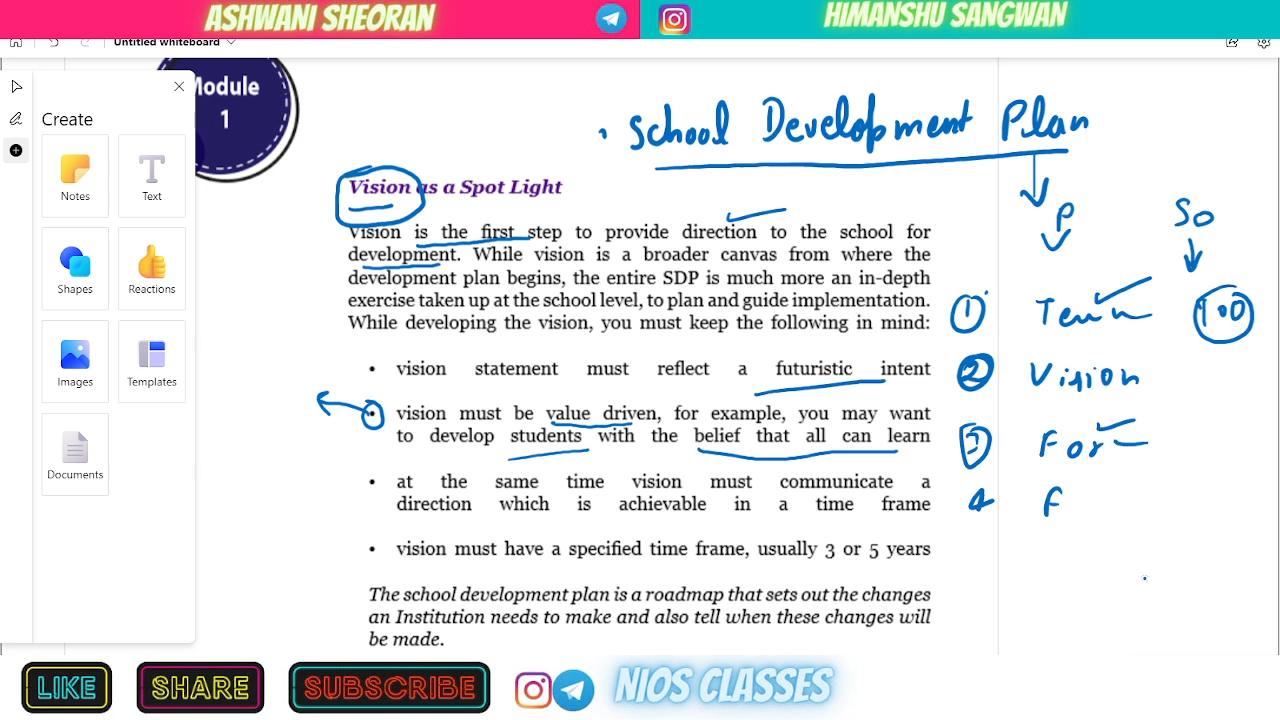 ASHWANI SHEORAN
HIMANSHU SANGWAN
Untitled whiteboard
Module
1
Create
Notes
Text
Shapes
Reactions
Images
Templates
Documents
School Development Plan
P
So
Vision as a Spot Light
Vision is the first step to provide direction to the school for
development. While vision is a broader canvas from where the
development plan begins, the entire SDP is much more an in-depth
exercise taken up at the school level, to plan and guide implementation.
While developing the vision, you must keep the following in mind:
• vision statement must reflect a futuristic intent
• vision must be value driven, for example, you may want
to develop students with the belief that all can learn
• at the same time vision must communicate a
direction which is achievable in a time frame
• vision must have a specified time frame, usually 3 or 5 years
The school development plan is a roadmap that sets out the changes
an Institution needs to make and also tell when these changes will
be made.
1 100
2 Vision
3 For
4 F
LIKE
SHARE
SUBSCRIBE
NIOS CLASSES